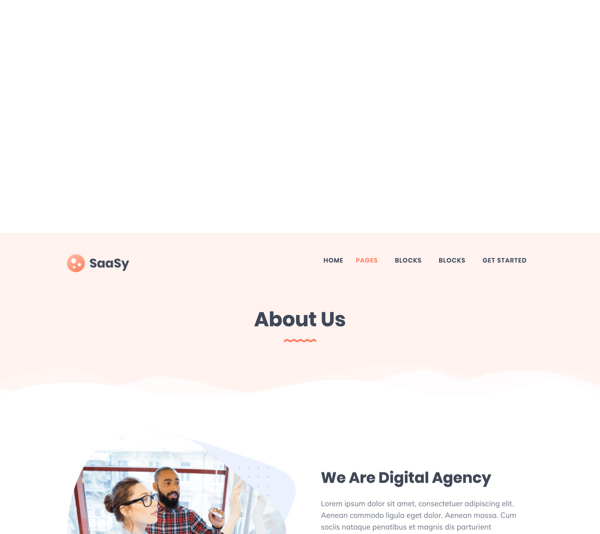 SaaSy
HOME PAGES BLOCKS BLOCKS GET STARTED
About Us
We Are Digital Agency
Lorem ipsum dolor sit amet, consectetuer adipiscing elit.
Aenean commodo ligula eget dolor. Aenean massa. Cum
sociis natoque penatibus et magnis dis parturient